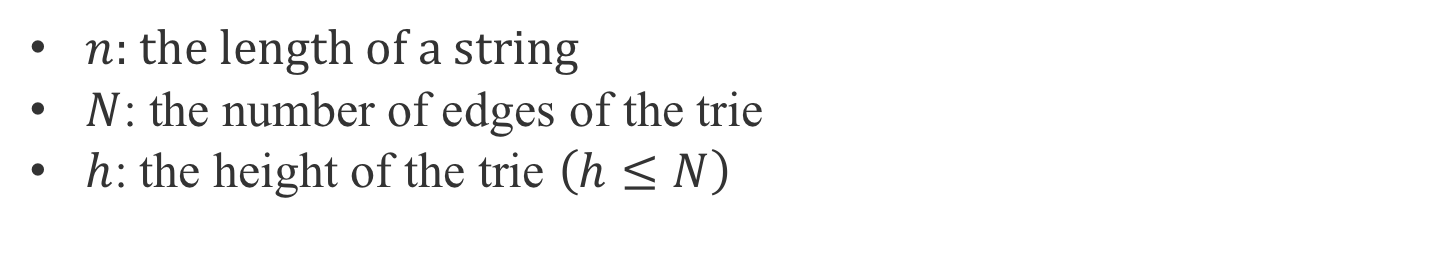 • n: the length of a string
• N: the number of edges of the trie
• h: the height of the trie (h ≤ N)